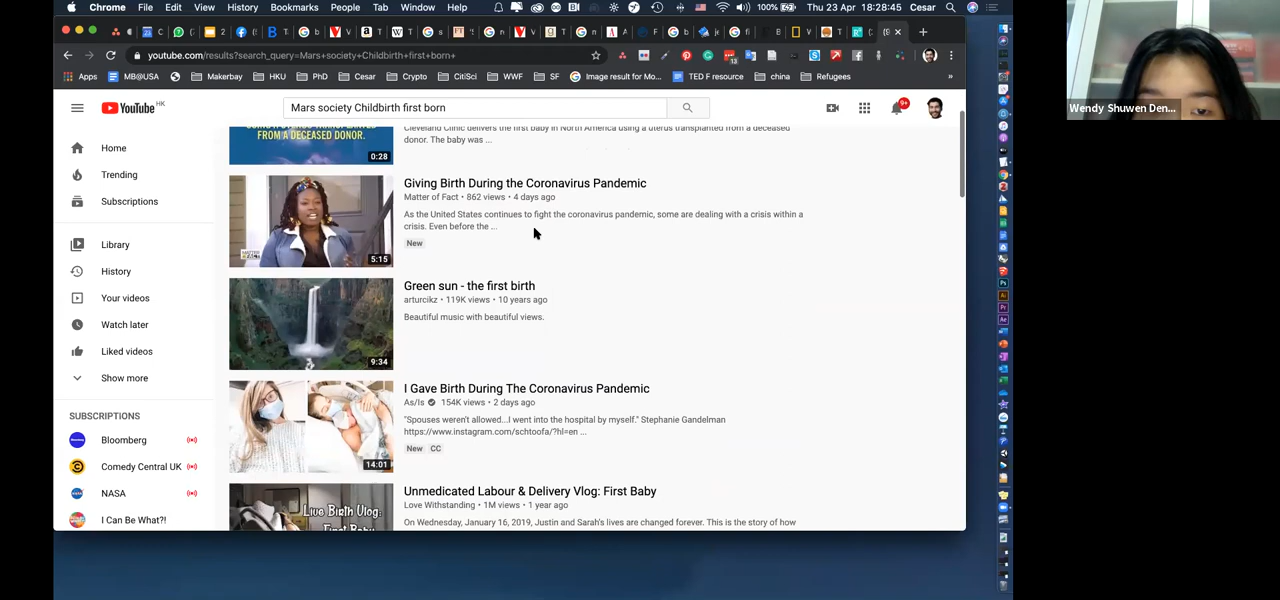 Chrome File Edit View History Bookmarks People Tab Window Help
100% Thu 23 Apr 18:28:45 Cesar
youtube.com/results?search_query=Mars+society+Childbirth+first+born+
Apps MB@USA Makerbay HKU PhD Cesar Crypto CitiSci WWF SF Image result for Mo... TED F resource china Refugees »
YouTube HK
Mars society Childbirth first born
9+
Home
Trending
Subscriptions
Library
History
Your videos
Watch later
Liked videos
Show more
SUBSCRIPTIONS
Bloomberg
Comedy Central UK
NASA
I Can Be What?!
FROM A DECEASED DONOR.
0:28
Cleveland Clinic delivers the first baby in North America using a uterus transplanted from a deceased
donor. The baby was ...
MATTER FACT
5:15
Giving Birth During the Coronavirus Pandemic
Matter of Fact • 862 views • 4 days ago
As the United States continues to fight the coronavirus pandemic, some are dealing with a crisis within a
crisis. Even before the ...
New
9:34
Green sun - the first birth
arturcikz • 119K views • 10 years ago
Beautiful music with beautiful views.
14:01
I Gave Birth During The Coronavirus Pandemic
As/Is 154K views • 2 days ago
"Spouses weren't allowed...I went into the hospital by myself." Stephanie Gandelman
https://www.instagram.com/schtoofa/?hl=en ...
New CC
Live Birth Vlog:
First Baby
Unmedicated Labour & Delivery Vlog: First Baby
Love Withstanding • 1M views • 1 year ago
On Wednesday, January 16, 2019, Justin and Sarah's lives are changed forever. This is the story of how
Wendy Shuwen Den...